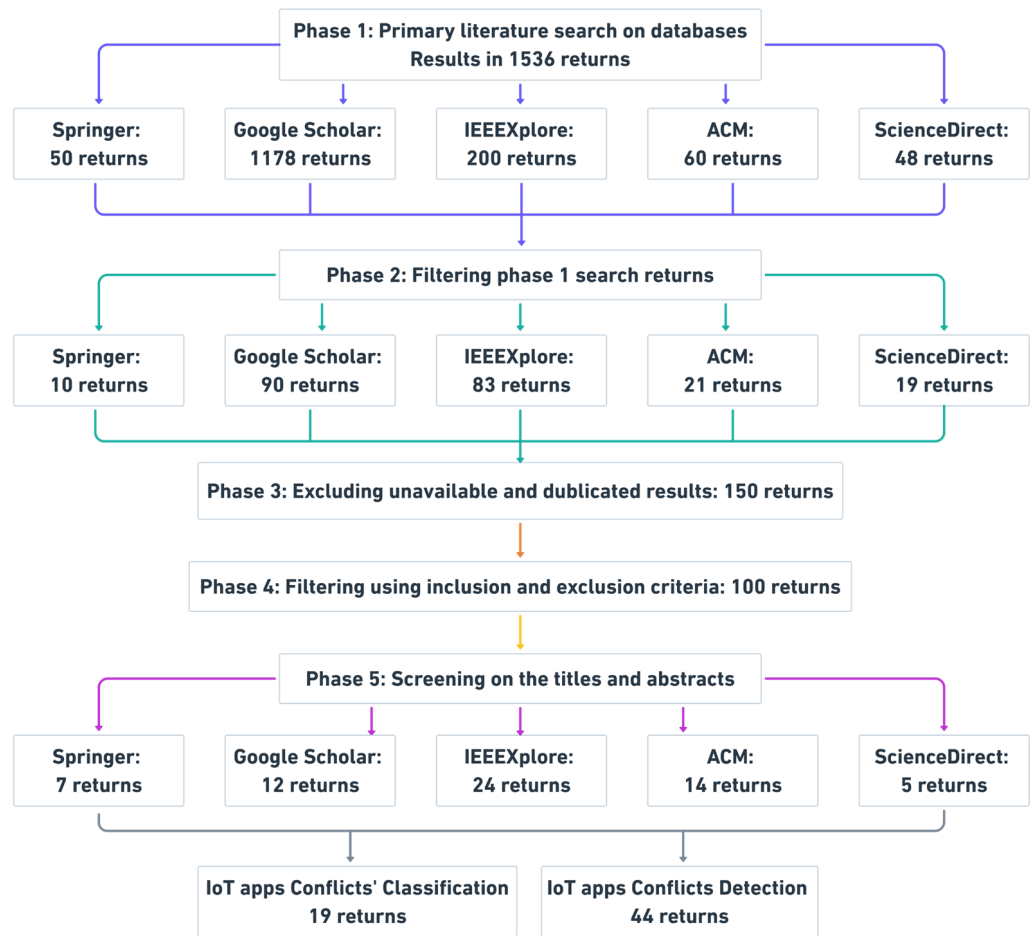 Phase 1: Primary literature search on databases
Results in 1536 returns
Springer:
50 returns
Google Scholar:
1178 returns
IEEEXplore:
200 returns
ACM:
60 returns
ScienceDirect:
48 returns
Phase 2: Filtering phase 1 search returns
Springer:
10 returns
Google Scholar:
90 returns
IEEEXplore:
83 returns
ACM:
21 returns
ScienceDirect:
19 returns
Phase 3: Excluding unavailable and dublicated results: 150 returns
Phase 4: Filtering using inclusion and exclusion criteria: 100 returns
Phase 5: Screening on the titles and abstracts
Springer:
7 returns
Google Scholar:
12 returns
IEEEXplore:
24 returns
ACM:
14 returns
ScienceDirect:
5 returns
IoT apps Conflicts' Classification
19 returns
IoT apps Conflicts Detection
44 returns